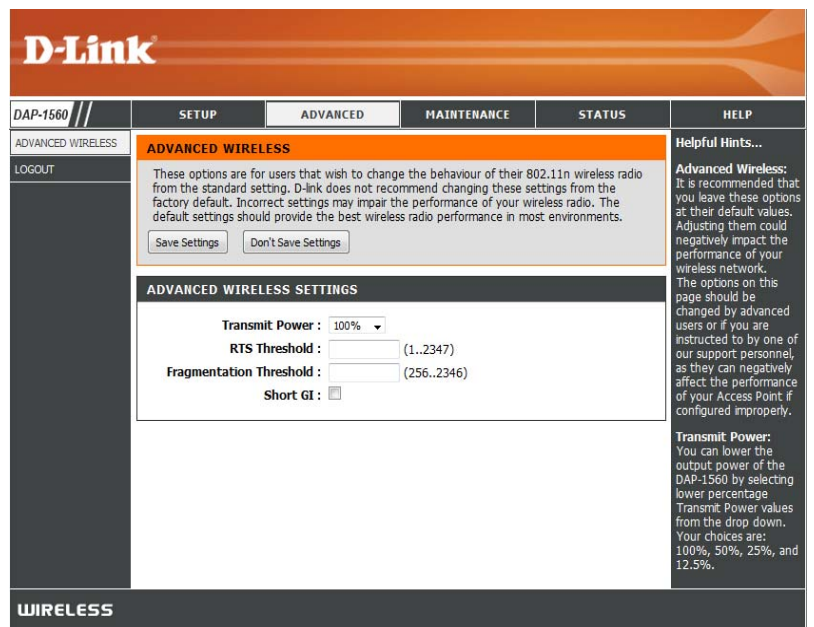 D-Link
DAP-1560
SETUP
ADVANCED
MAINTENANCE
STATUS
HELP
ADVANCED WIRELESS
LOGOUT
ADVANCED WIRELESS
These options are for users that wish to change the behaviour of their 802.11n wireless radio
from the standard setting. D-link does not recommend changing these settings from the
factory default. Incorrect settings may impair the performance of your wireless radio. The
default settings should provide the best wireless radio performance in most environments.
Save Settings
Don't Save Settings
ADVANCED WIRELESS SETTINGS
Transmit Power : 100%
RTS Threshold : (1..2347)
Fragmentation Threshold : (256..2346)
Short GI :
Helpful Hints...
Advanced Wireless:
It is recommended that
you leave these options
at their default values.
Adjusting them could
negatively impact the
performance of your
wireless network.
The options on this
page should be
changed by advanced
users or if you are
instructed to by one of
our support personnel,
as they can negatively
affect the performance
of your Access Point if
configured improperly.
Transmit Power:
You can lower the
output power of the
DAP-1560 by selecting
lower percentage
Transmit Power values
from the drop down.
Your choices are:
100%, 50%, 25%, and
12.5%.
WIRELESS